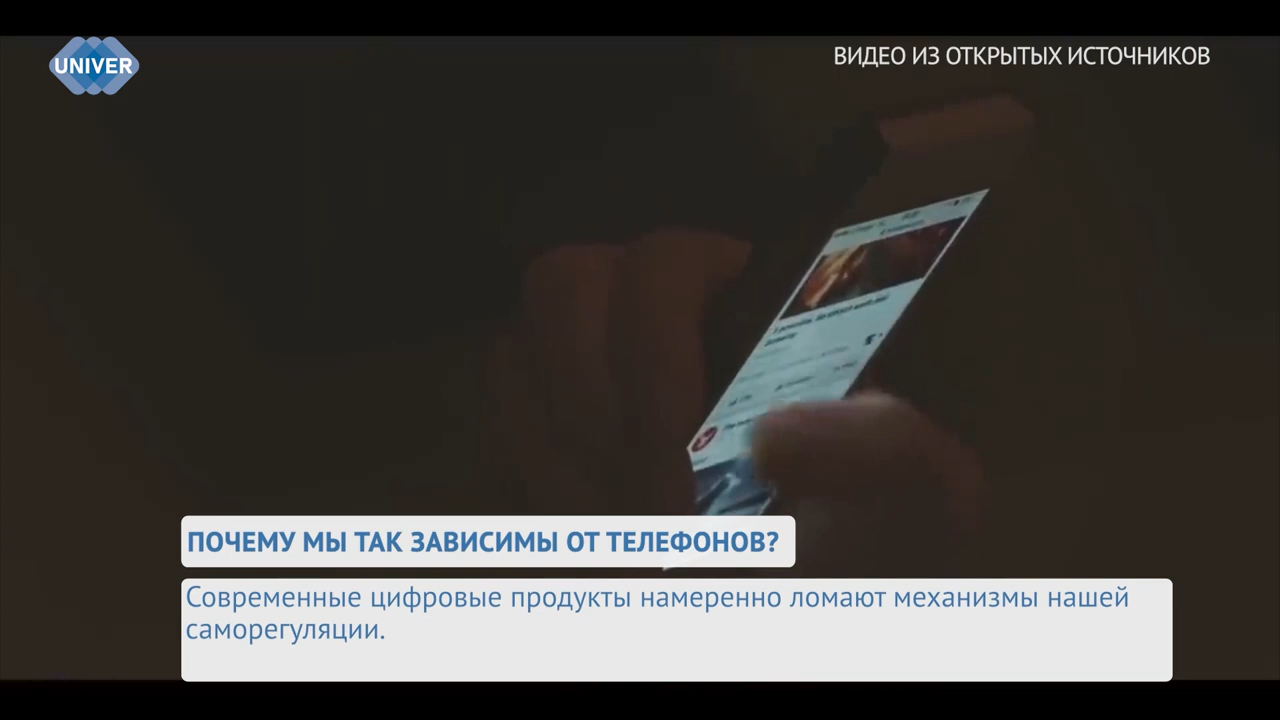 UNIVER
ВИДЕО ИЗ ОТКРЫТЫХ ИСТОЧНИКОВ
ПОЧЕМУ МЫ ТАК ЗАВИСИМЫ ОТ ТЕЛЕФОНОВ?
Современные цифровые продукты намеренно ломают механизмы нашей
саморегуляции.